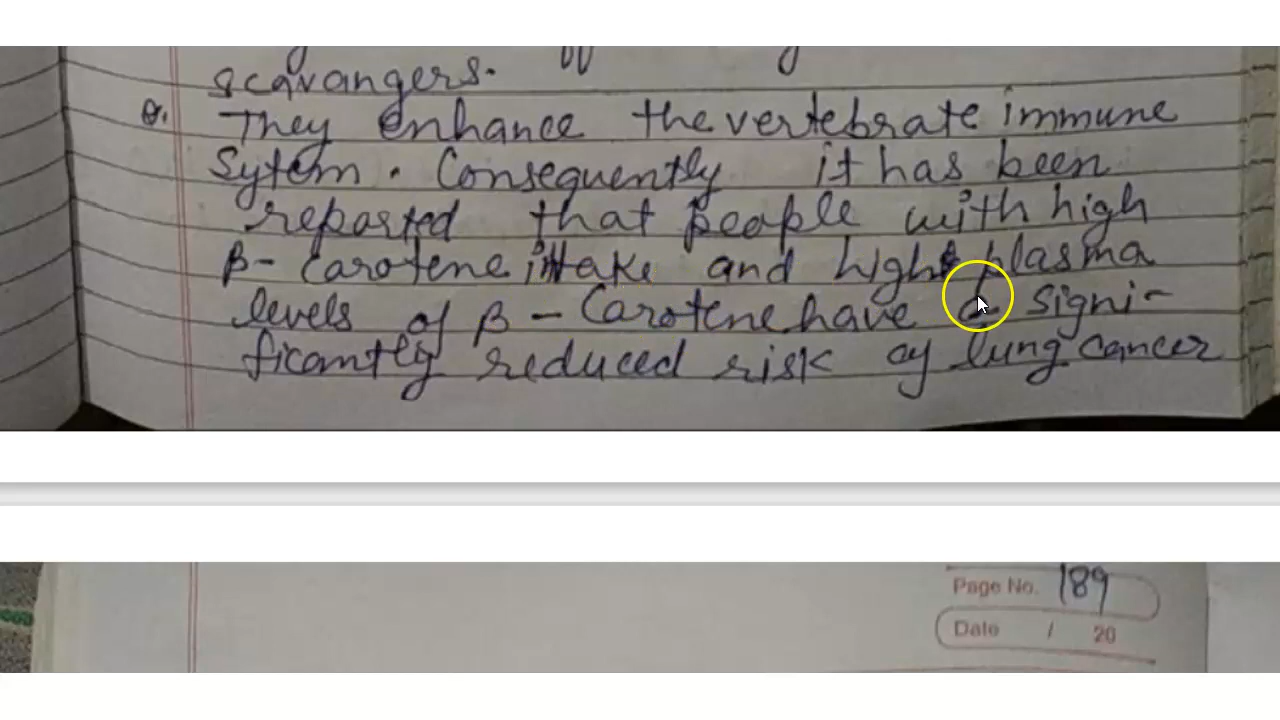 scavangers.
They enhance the vertebrate immune
Sytem. Consequently it has been
reported that people with high
β- Carotene intake and high plasma
levels of β - Carotene have a signi-
ficantly reduced risk of lung cancer
Page No. 189
Date / 20